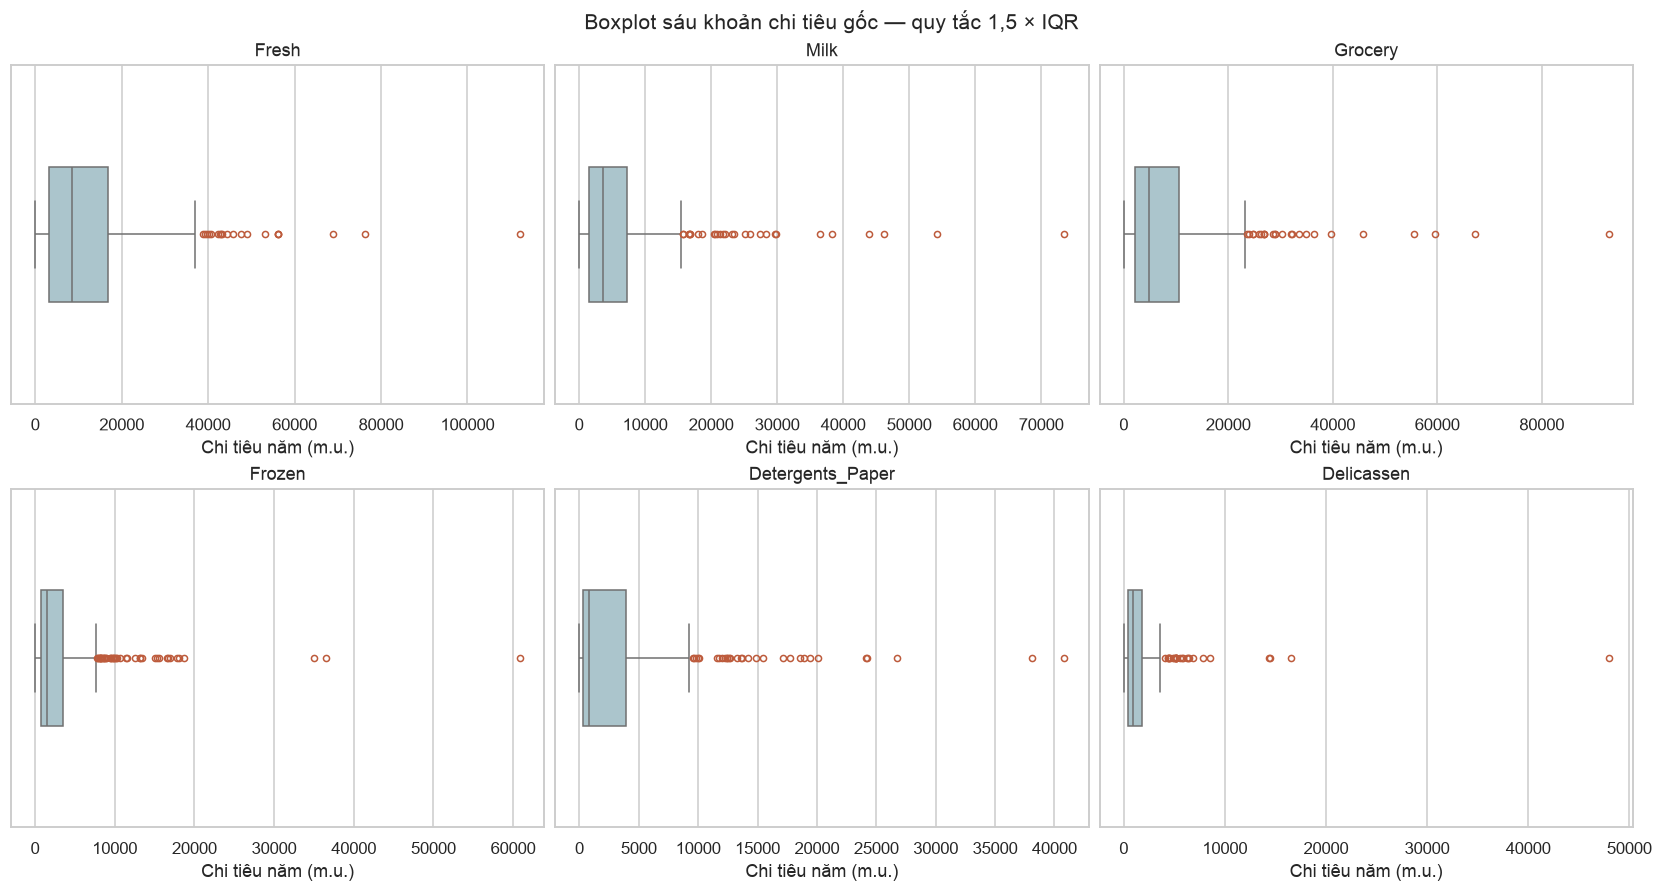 Boxplot sáu khoản chi tiêu gốc — quy tắc 1,5 × IQR
Fresh
0 20000 40000 60000 80000 100000
Chi tiêu năm (m.u.)
Milk
0 10000 20000 30000 40000 50000 60000 70000
Chi tiêu năm (m.u.)
Grocery
0 20000 40000 60000 80000
Chi tiêu năm (m.u.)
Frozen
0 10000 20000 30000 40000 50000 60000
Chi tiêu năm (m.u.)
Detergents_Paper
0 5000 10000 15000 20000 25000 30000 35000 40000
Chi tiêu năm (m.u.)
Delicassen
0 10000 20000 30000 40000 50000
Chi tiêu năm (m.u.)